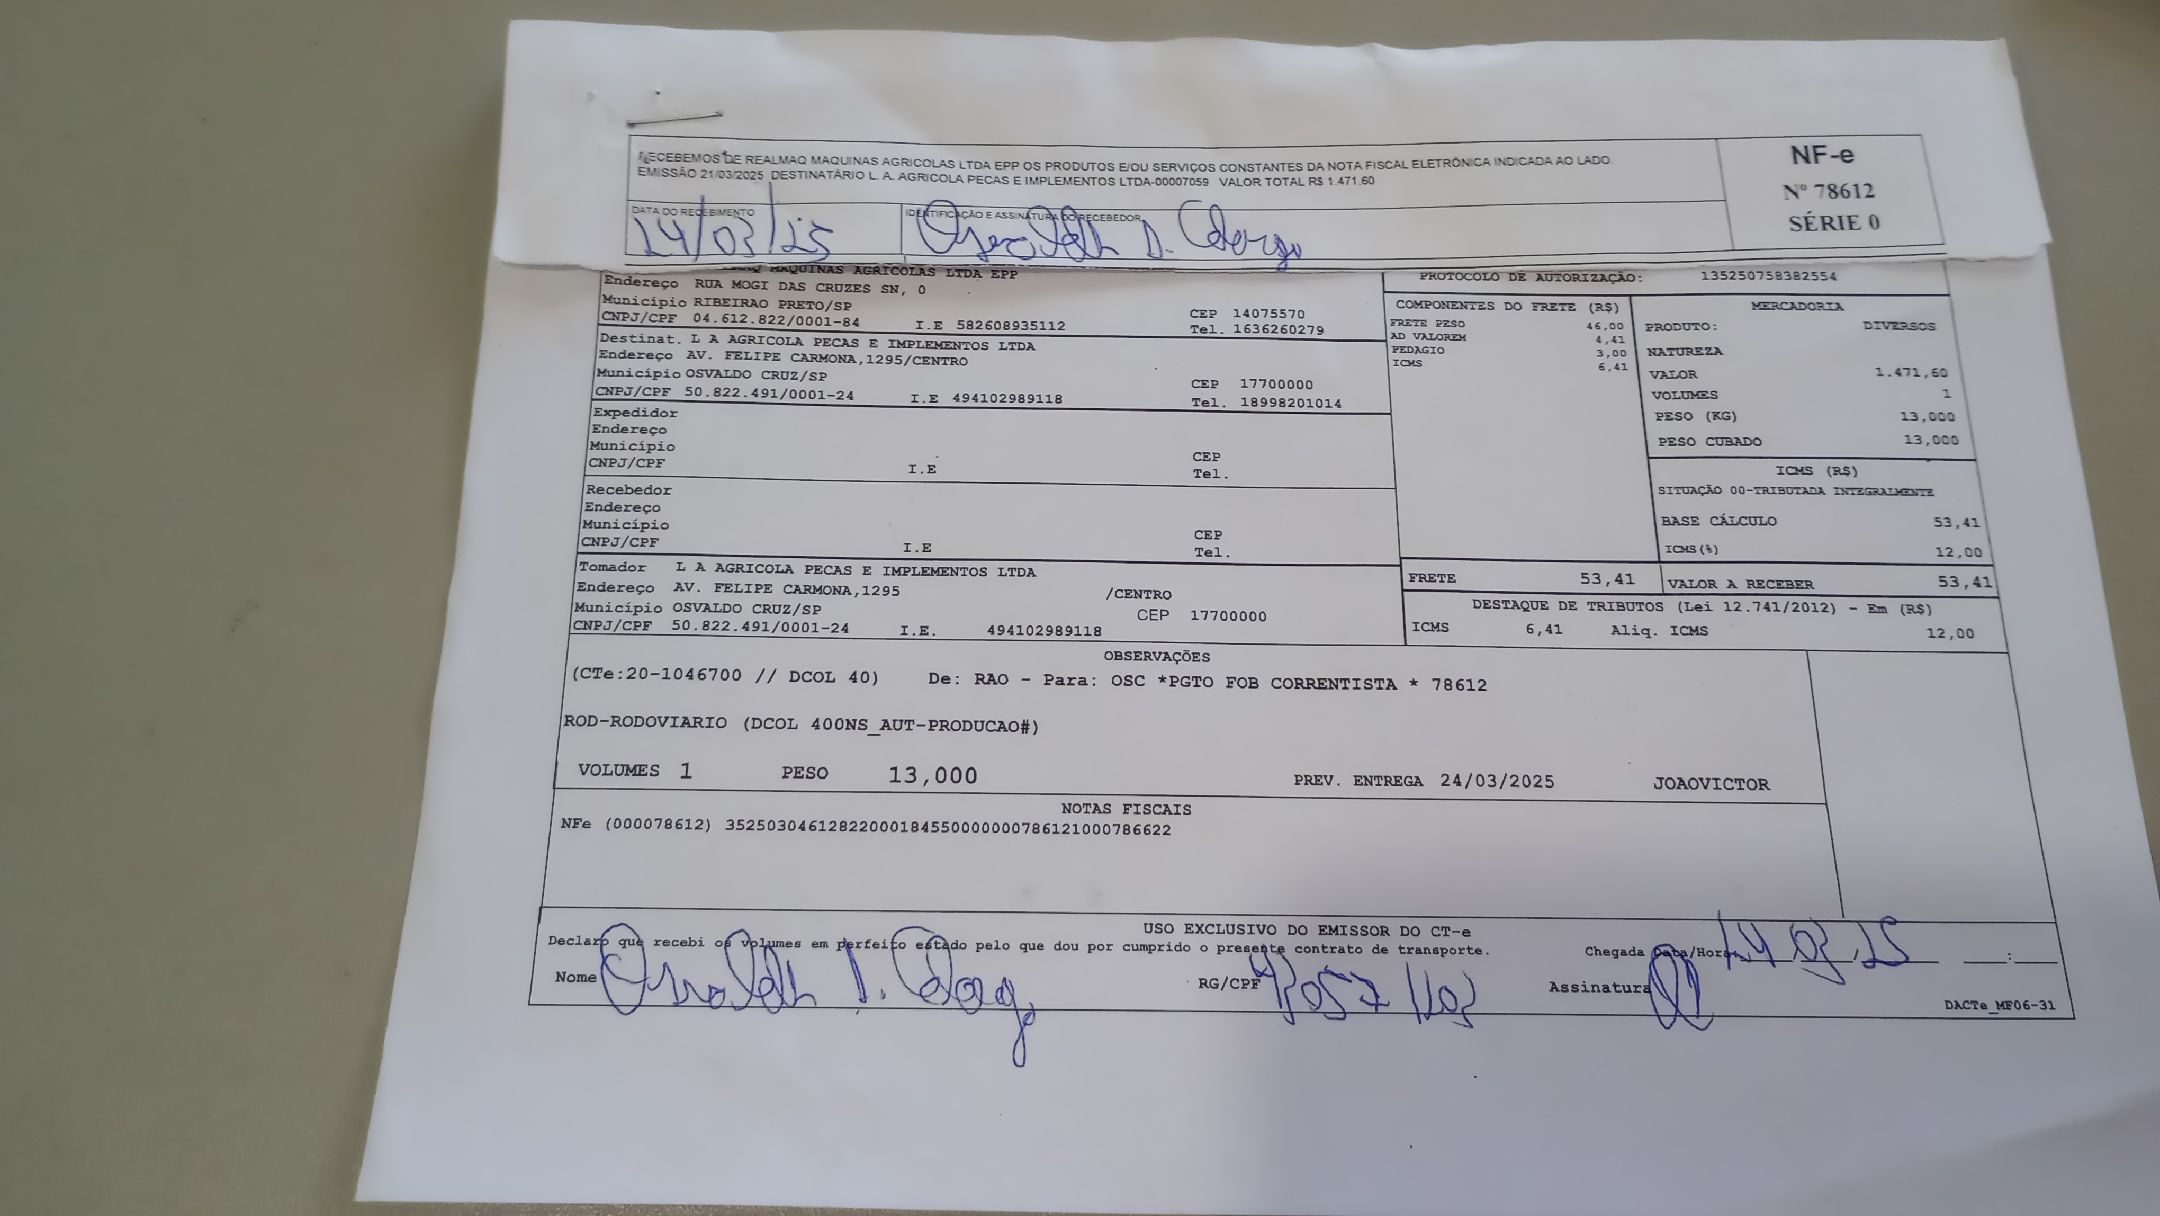 RECEBEMOS DE REALMAQ MAQUINAS AGRICOLAS LTDA EPP OS PRODUTOS E/OU SERVIÇOS CONSTANTES DA NOTA FISCAL ELETRÔNICA INDICADA AO LADO.
EMISSÃO 21/03/2025 DESTINATÁRIO L. A. AGRICOLA PECAS E IMPLEMENTOS LTDA-00007059 VALOR TOTAL R$ 1.471,60
NF-e
Nº 78612
SÉRIE 0
DATA DO RECEBIMENTO
/03/25
IDENTIFICAÇÃO E ASSINATURA DO RECEBEDOR
MAQUINAS AGRICOLAS LTDA EPP
Endereço RUA MOGI DAS CRUZES SN, 0
Município RIBEIRAO PRETO/SP CEP 14075570
CNPJ/CPF 04.612.822/0001-84 I.E 582608935112 Tel. 1636260279
Destinat. L A AGRICOLA PECAS E IMPLEMENTOS LTDA
Endereço AV. FELIPE CARMONA,1295/CENTRO
Município OSVALDO CRUZ/SP CEP 17700000
CNPJ/CPF 50.822.491/0001-24 I.E 494102989118 Tel. 18998201014
Expedidor
Endereço
Município CEP
CNPJ/CPF I.E Tel.
Recebedor
Endereço
Município CEP
CNPJ/CPF I.E Tel.
Tomador L A AGRICOLA PECAS E IMPLEMENTOS LTDA
Endereço AV. FELIPE CARMONA,1295 /CENTRO
Município OSVALDO CRUZ/SP CEP 17700000
CNPJ/CPF 50.822.491/0001-24 I.E. 494102989118
PROTOCOLO DE AUTORIZAÇÃO: 135250758382554
COMPONENTES DO FRETE (R$)
FRETE PESO 46,00
AD VALOREM 4,41
PEDAGIO 3,00
ICMS 6,41
MERCADORIA
PRODUTO: DIVERSOS
NATUREZA
VALOR 1.471,60
VOLUMES 1
PESO (KG) 13,000
PESO CUBADO 13,000
ICMS (R$)
SITUAÇÃO 00-TRIBUTADA INTEGRALMENTE
BASE CÁLCULO 53,41
ICMS(%) 12,00
FRETE 53,41 VALOR A RECEBER 53,41
DESTAQUE DE TRIBUTOS (Lei 12.741/2012) - Em (R$)
ICMS 6,41 Aliq. ICMS 12,00
OBSERVAÇÕES
(CTe:20-1046700 // DCOL 40) De: RAO - Para: OSC *PGTO FOB CORRENTISTA * 78612
ROD-RODOVIARIO (DCOL 400NS_AUT-PRODUCAO#)
VOLUMES 1 PESO 13,000 PREV. ENTREGA 24/03/2025 JOAOVICTOR
NOTAS FISCAIS
NFe (000078612) 35250304612822000184550000000786121000786622
USO EXCLUSIVO DO EMISSOR DO CT-e
Declaro que recebi os volumes em perfeito estado pelo que dou por cumprido o presente contrato de transporte. Chegada Data/Hora 03 25 __:__
Nome RG/CPF Assinatura
DACTe_MF06-31